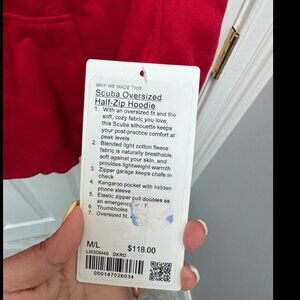 WHY WE MADE THIS
Scuba Oversized
Half-Zip Hoodie
1. With an oversized fit and the
soft, cozy fabric you love,
this Scuba silhouette keeps
your post-practice comfort at
peak levels
2. Blended light cotton fleece
fabric is naturally breathable,
soft against your skin, and
provides lightweight warmth
3. Zipper garage keeps chafe in
check
4. Kangaroo pocket with hidden
phone sleeve
5. Elastic zipper pull doubles as
an emergency
6. Thumbholes
7. Oversized fit,
M/L
$118.00
LW3DM4S DKRD
000147026034